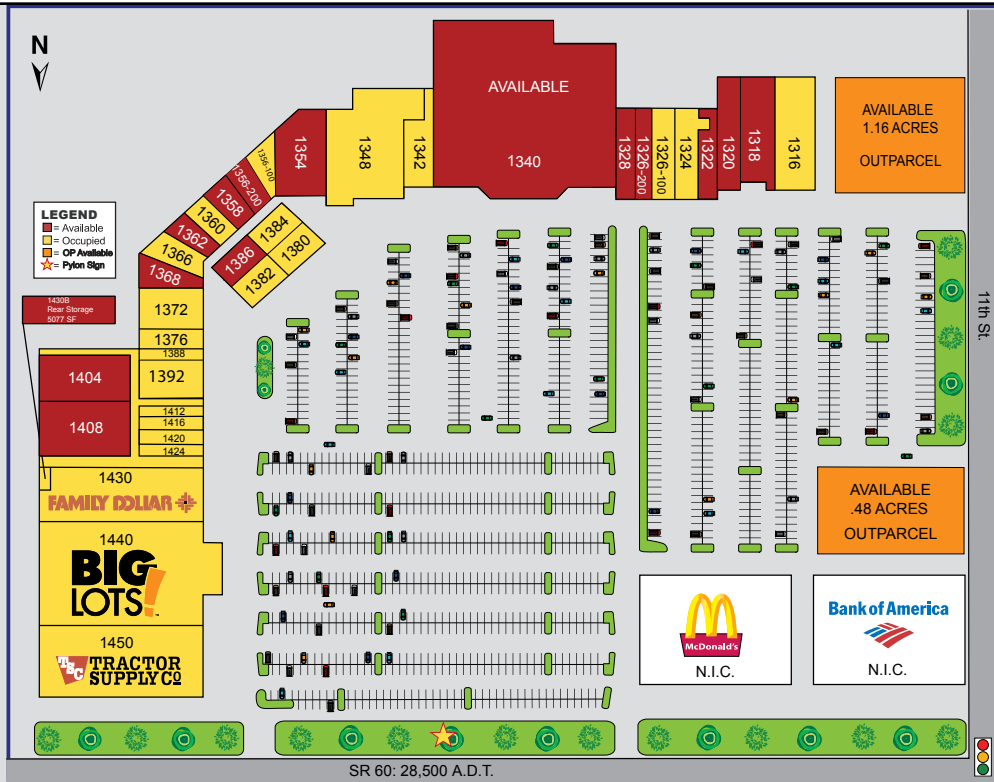 N
AVAILABLE
1340
1354
1348
1342
1328
1326-200
1326-100
1324
1322
1320
1318
1316
AVAILABLE
1.16 ACRES
OUTPARCEL
1356-100
1356-200
1358
1360
1362
1366
1368
1384
1380
1386
1382
LEGEND
= Available
= Occupied
= OP Available
= Pylon Sign
1430B
Rear Storage
5077 SF
1372
1376
1388
1392
1404
1408
1412
1416
1420
1424
1430
FAMILY DOLLAR
1440
BIG
LOTS!
1450
TSC TRACTOR
SUPPLY CO
11th St.
AVAILABLE
.48 ACRES
OUTPARCEL
McDonald's
N.I.C.
Bank of America
N.I.C.
SR 60: 28,500 A.D.T.